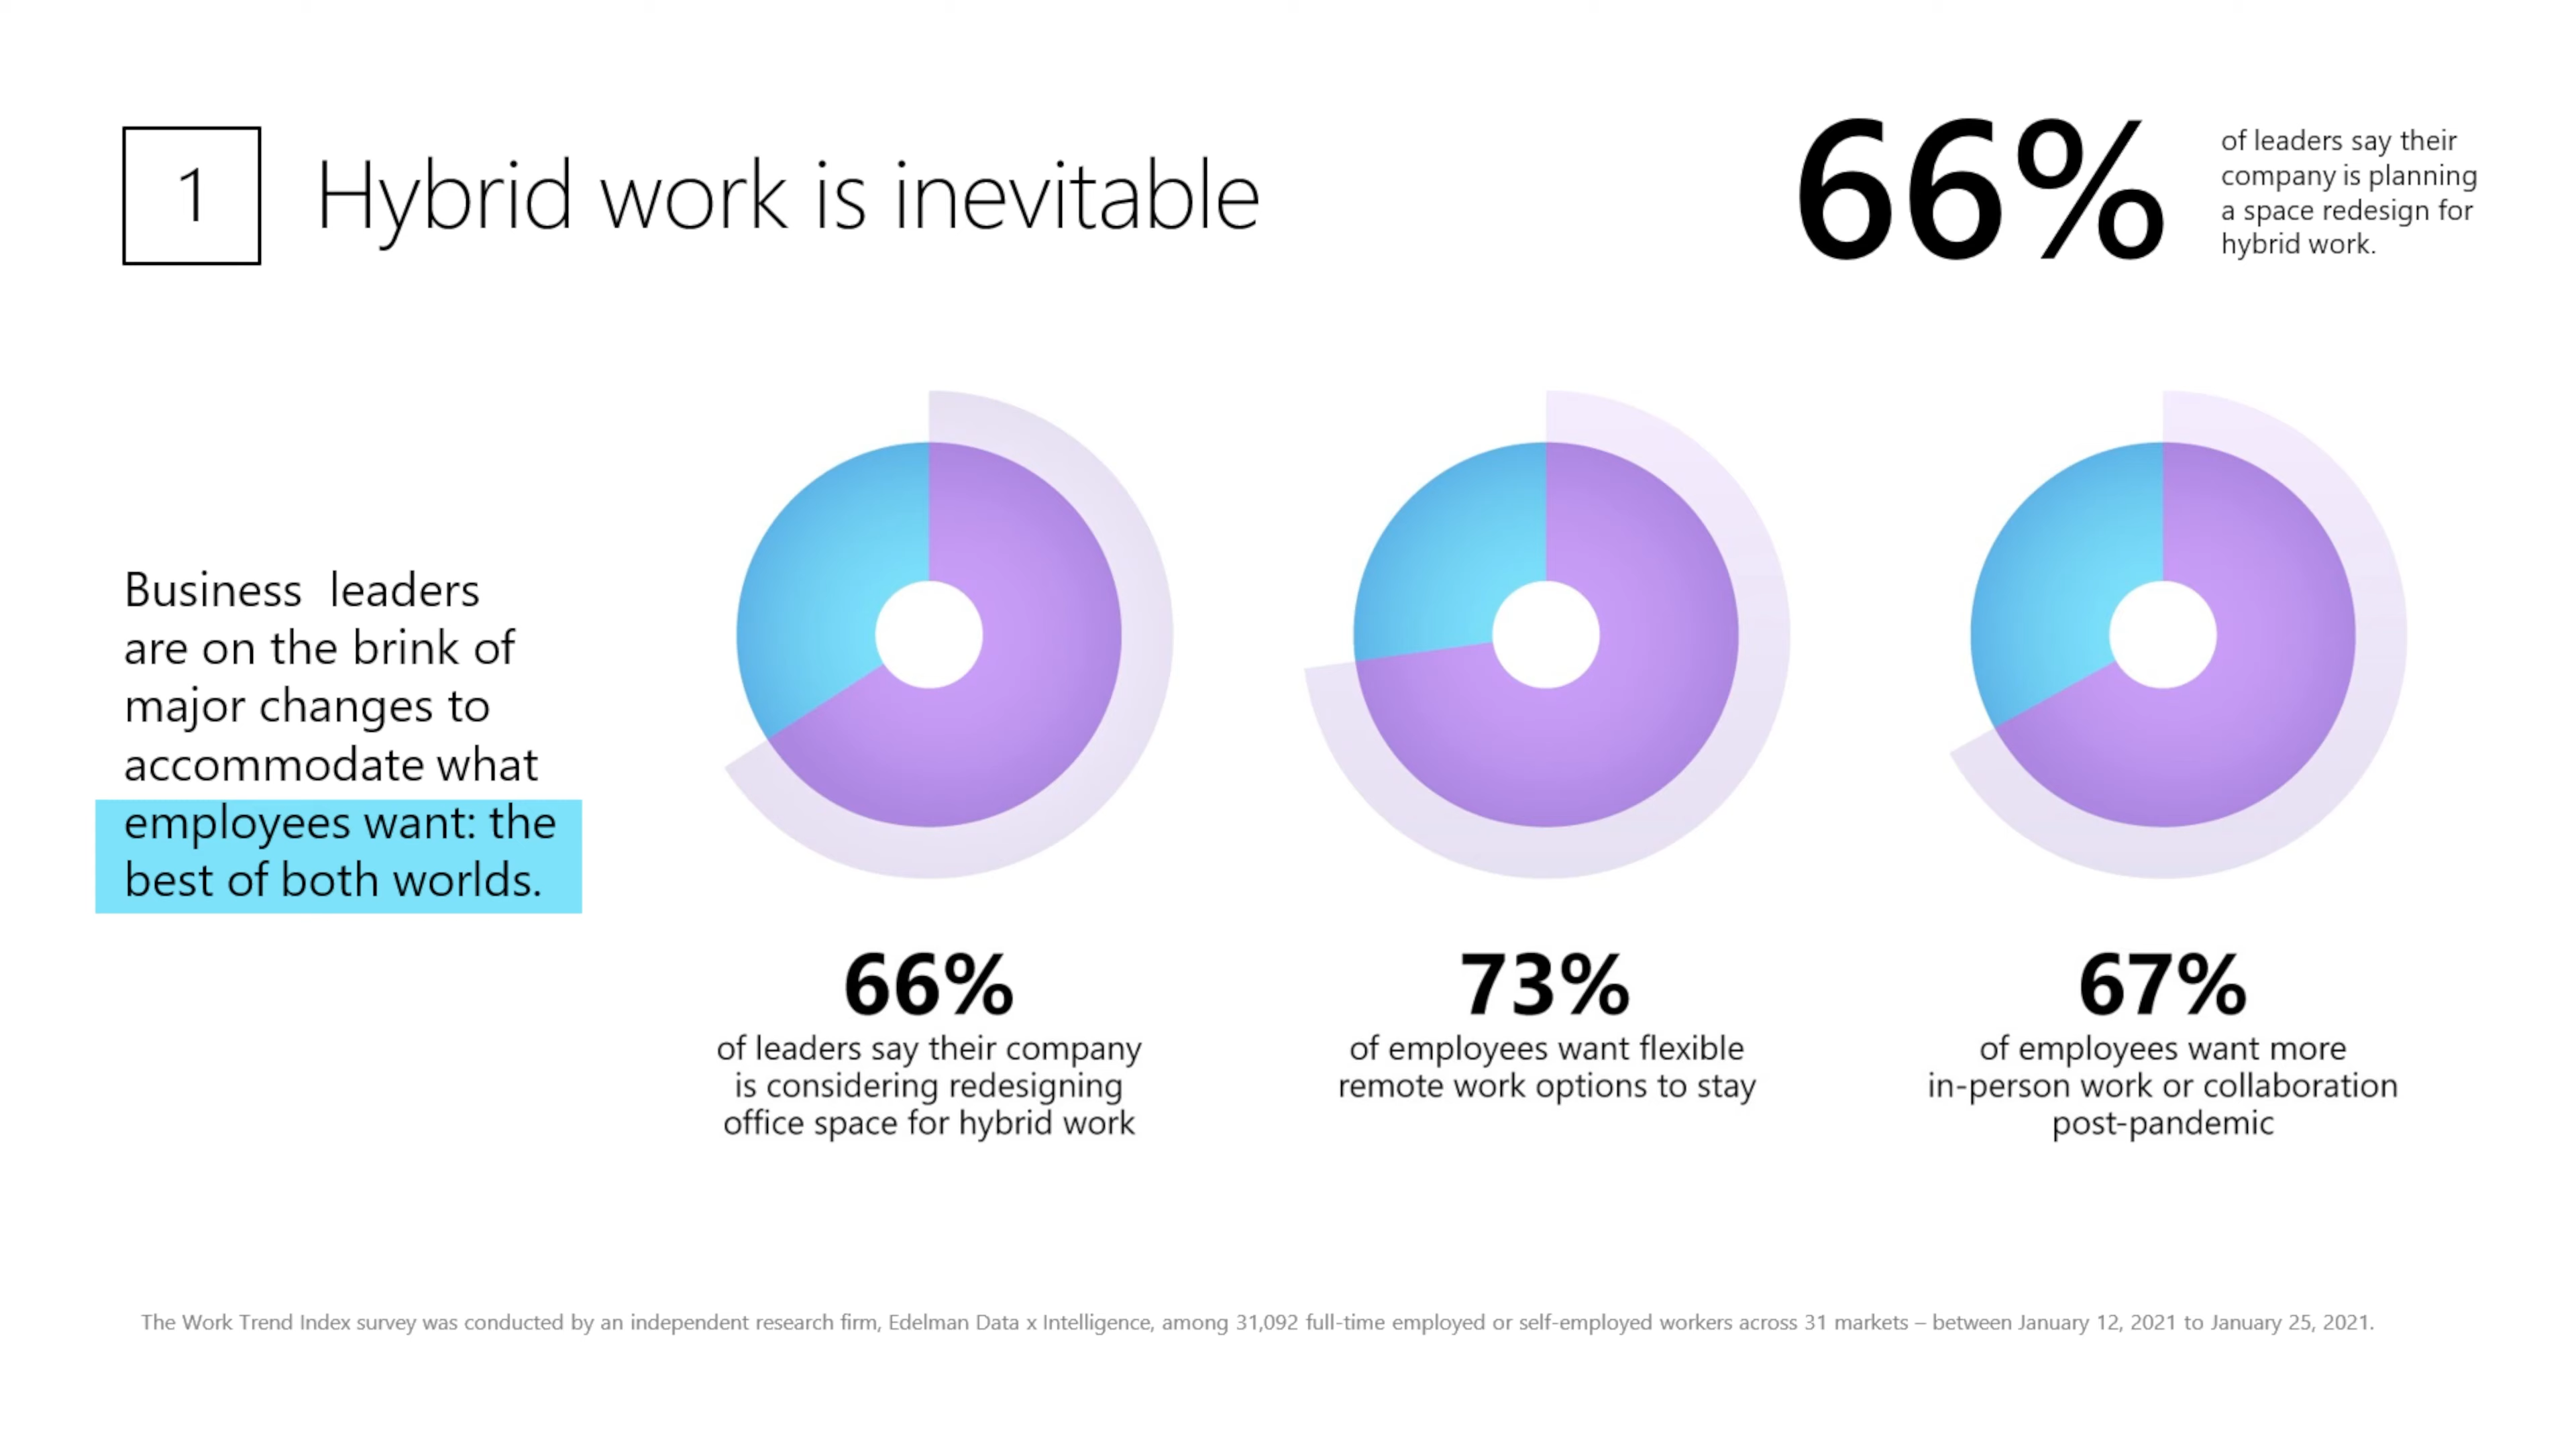 1
Hybrid work is inevitable
66%
of leaders say their
company is planning
a space redesign for
hybrid work.
Business leaders
are on the brink of
major changes to
accommodate what
employees want: the
best of both worlds.
66%
of leaders say their company
is considering redesigning
office space for hybrid work
73%
of employees want flexible
remote work options to stay
67%
of employees want more
in-person work or collaboration
post-pandemic
The Work Trend Index survey was conducted by an independent research firm, Edelman Data x Intelligence, among 31,092 full-time employed or self-employed workers across 31 markets – between January 12, 2021 to January 25, 2021.